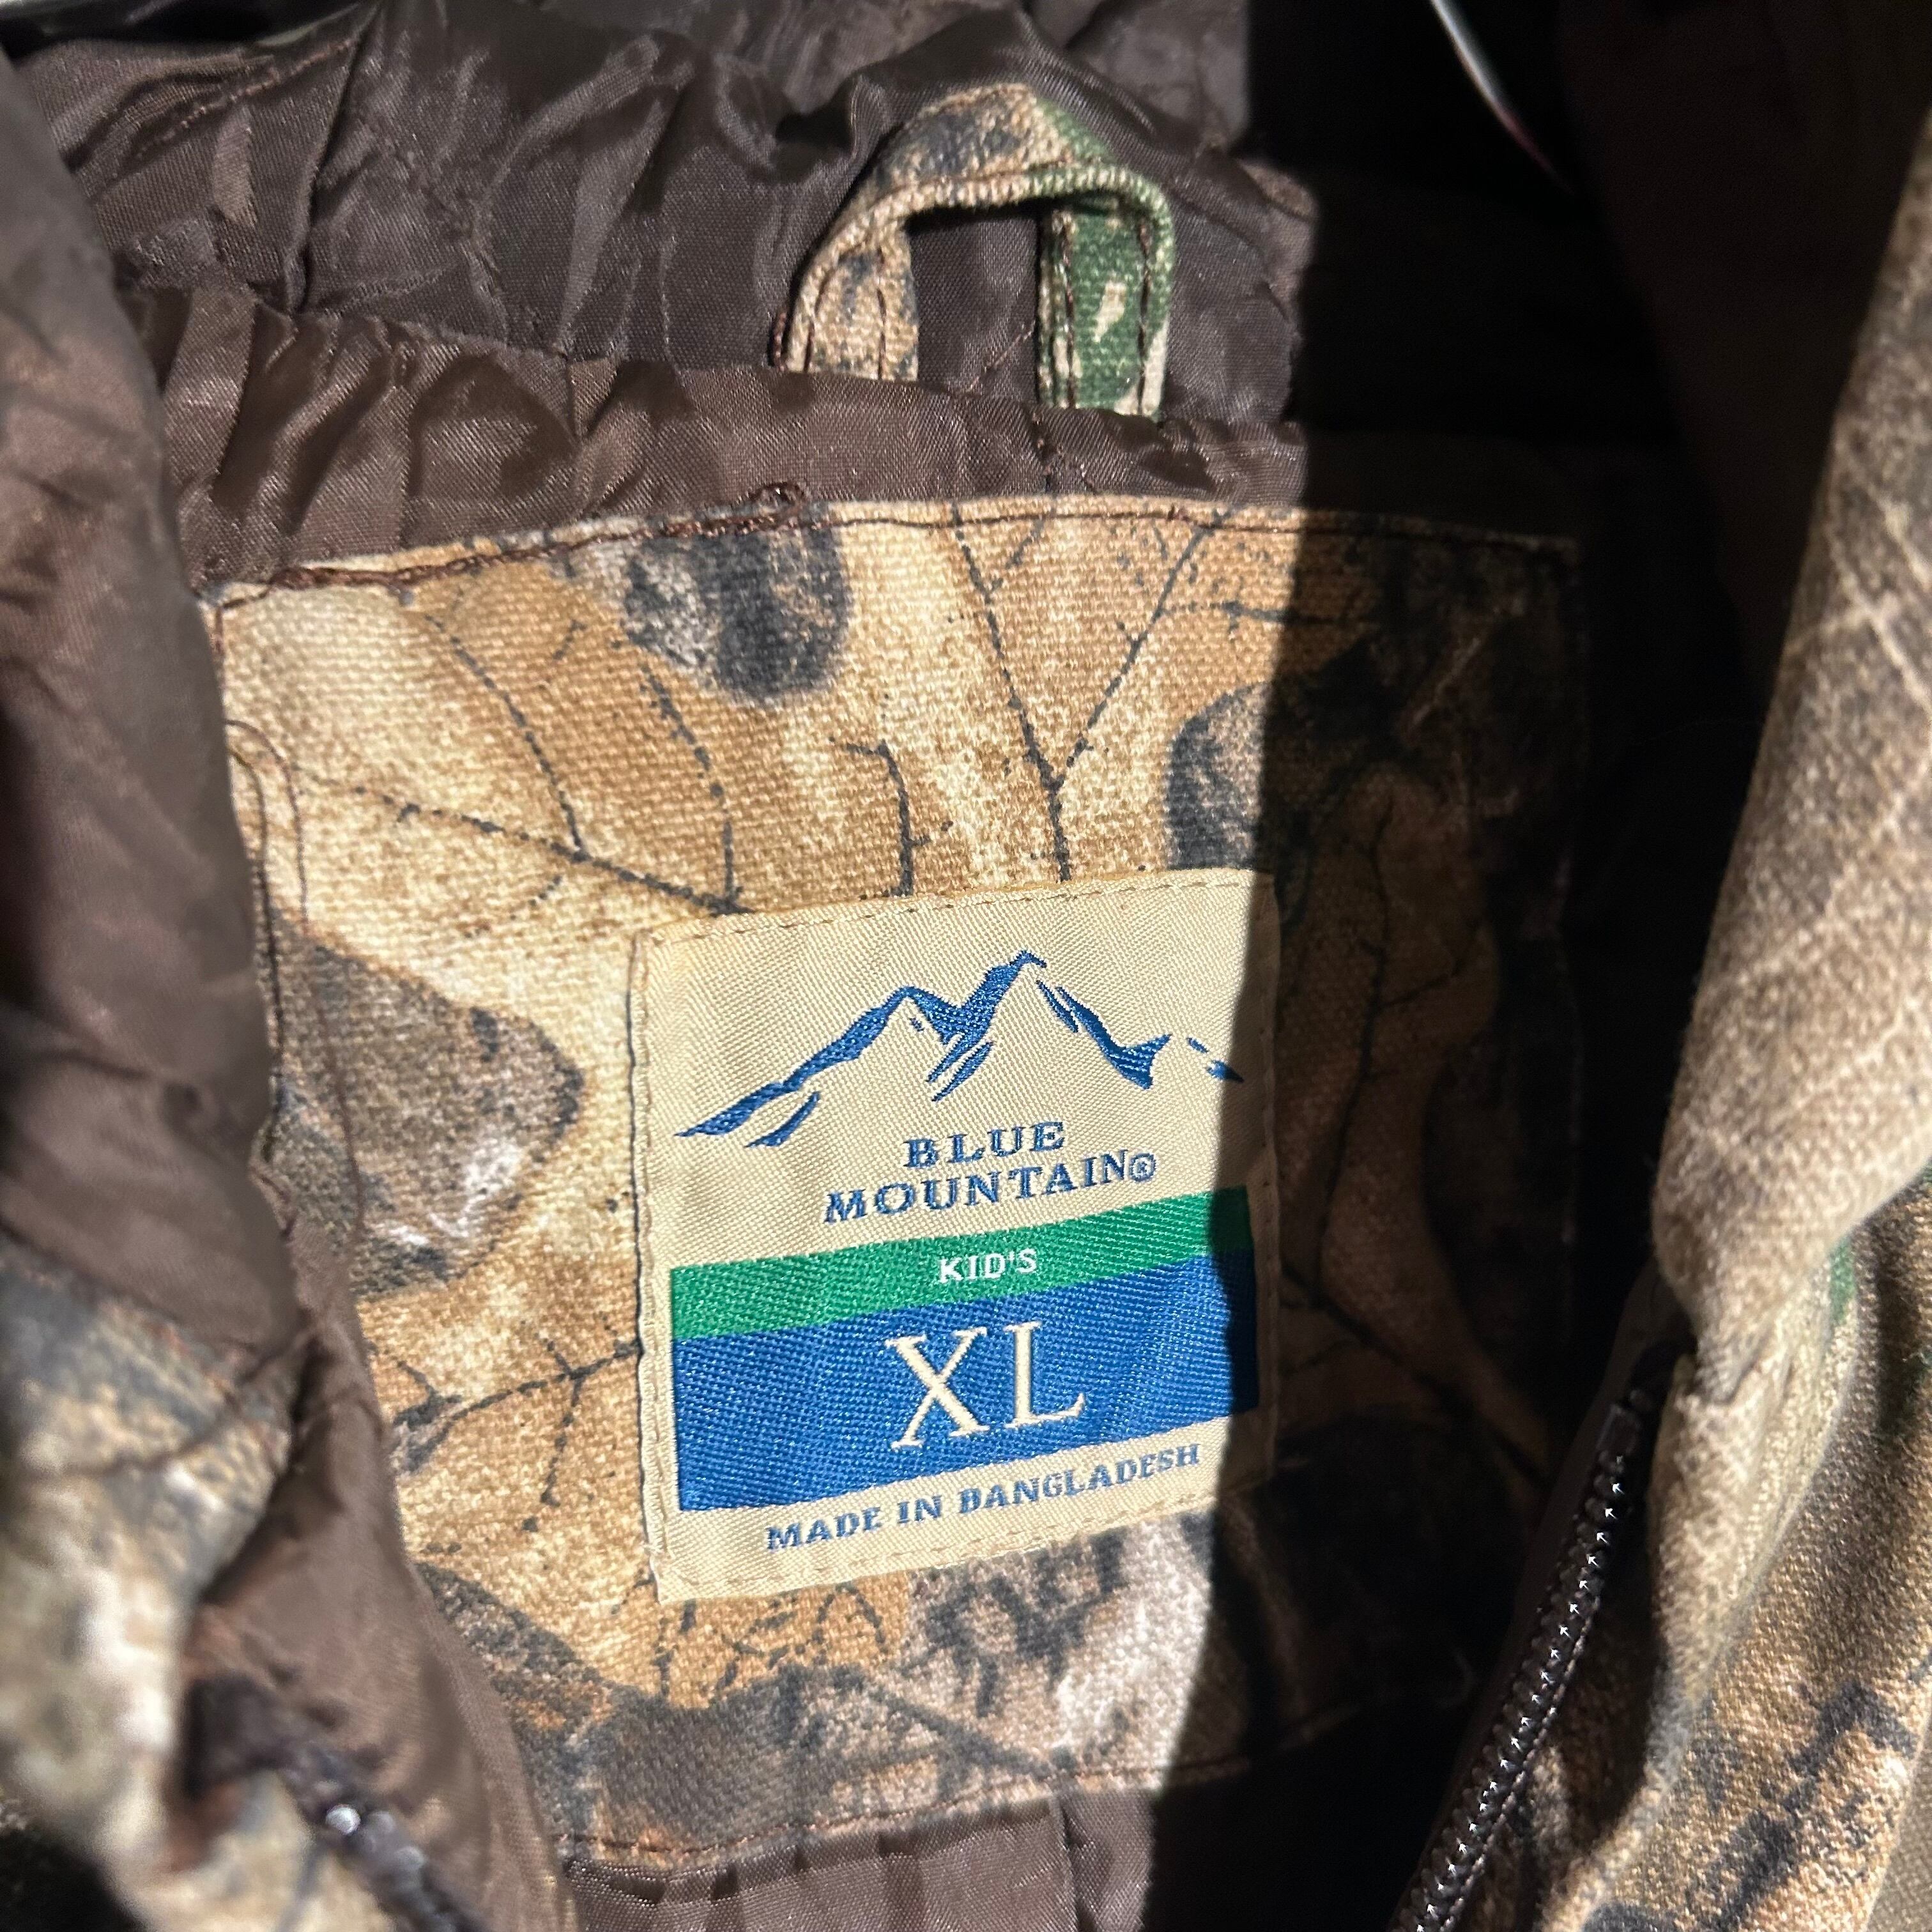 BLUE
MOUNTAIN®
KID'S
XL
MADE IN BANGLADESH